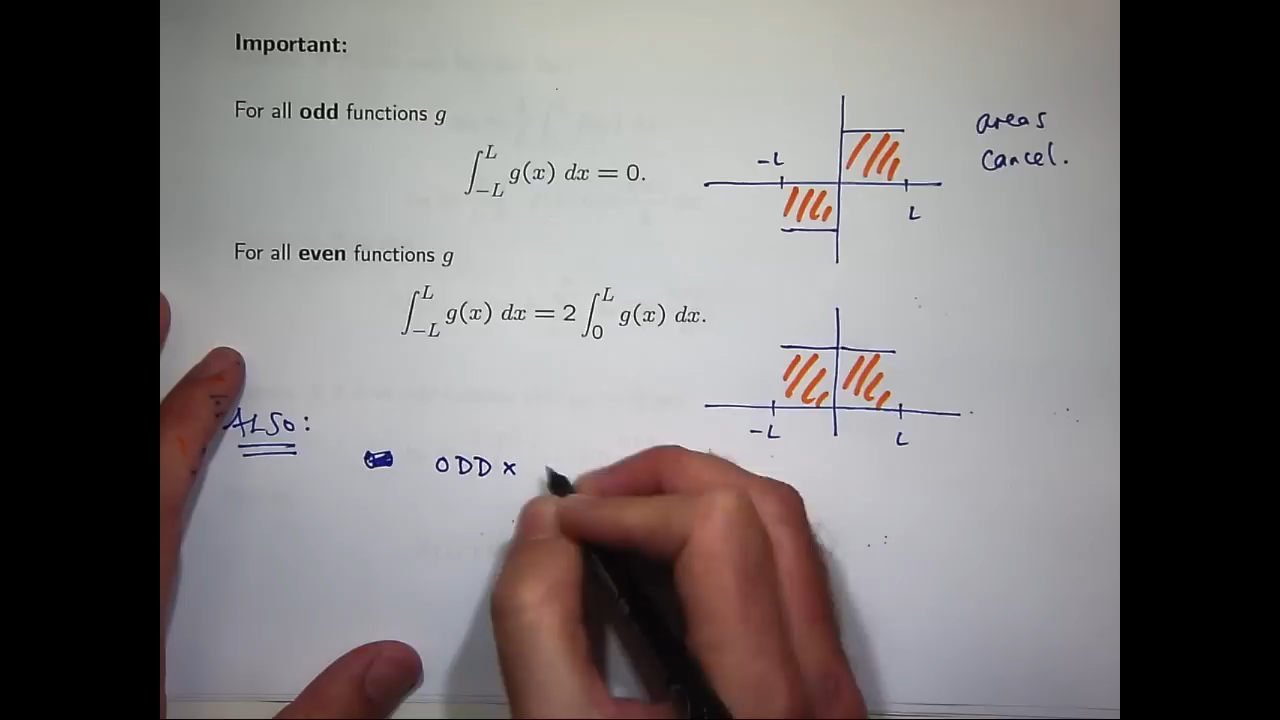 Important:
For all odd functions g
∫_{-L}^{L} g(x) dx = 0.
-L
L
areas
cancel.
For all even functions g
∫_{-L}^{L} g(x) dx = 2 ∫_{0}^{L} g(x) dx.
-L
L
ALSO:
ODD x